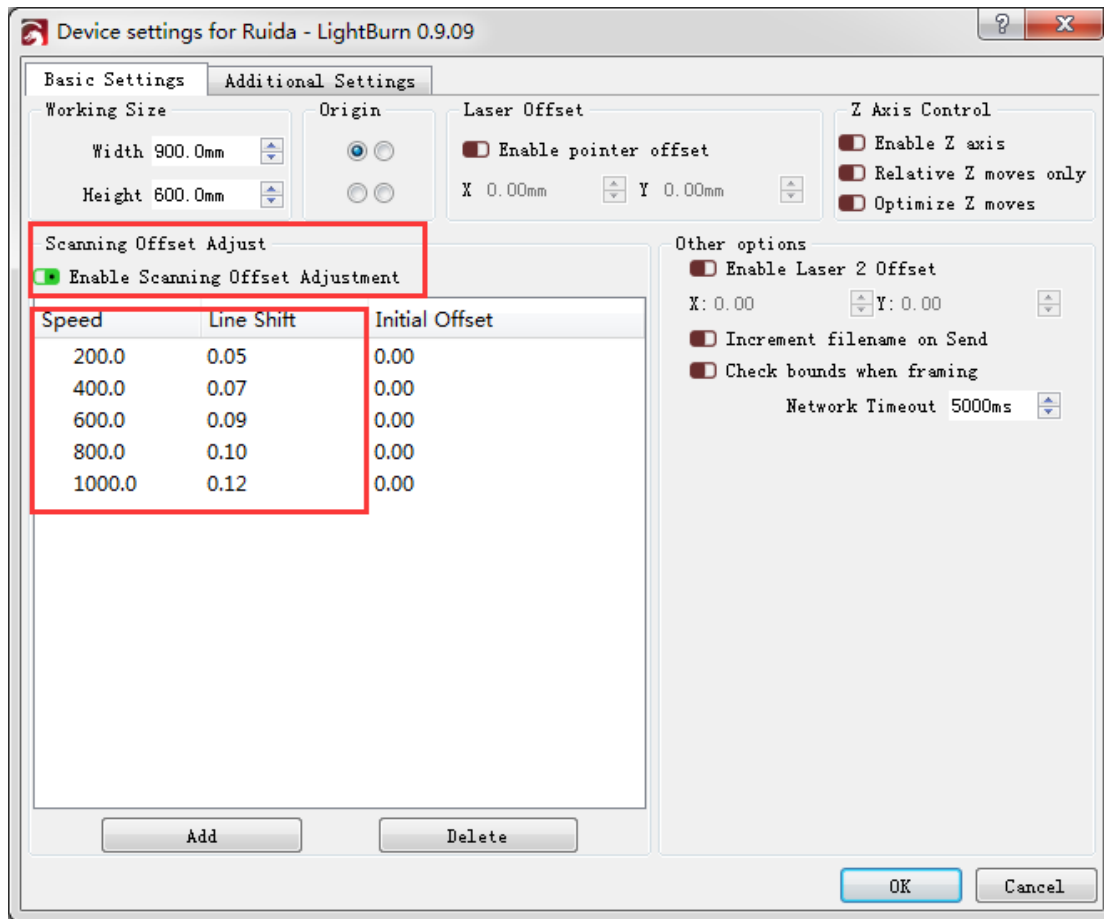 Device settings for Ruida - LightBurn 0.9.09
Basic Settings Additional Settings
Working Size
Width 900.0mm
Height 600.0mm
Origin
Laser Offset
Enable pointer offset
X 0.00mm Y 0.00mm
Z Axis Control
Enable Z axis
Relative Z moves only
Optimize Z moves
Scanning Offset Adjust
Enable Scanning Offset Adjustment
Speed Line Shift Initial Offset
200.0 0.05 0.00
400.0 0.07 0.00
600.0 0.09 0.00
800.0 0.10 0.00
1000.0 0.12 0.00
Add Delete
Other options
Enable Laser 2 Offset
X: 0.00 Y: 0.00
Increment filename on Send
Check bounds when framing
Network Timeout 5000ms
OK Cancel